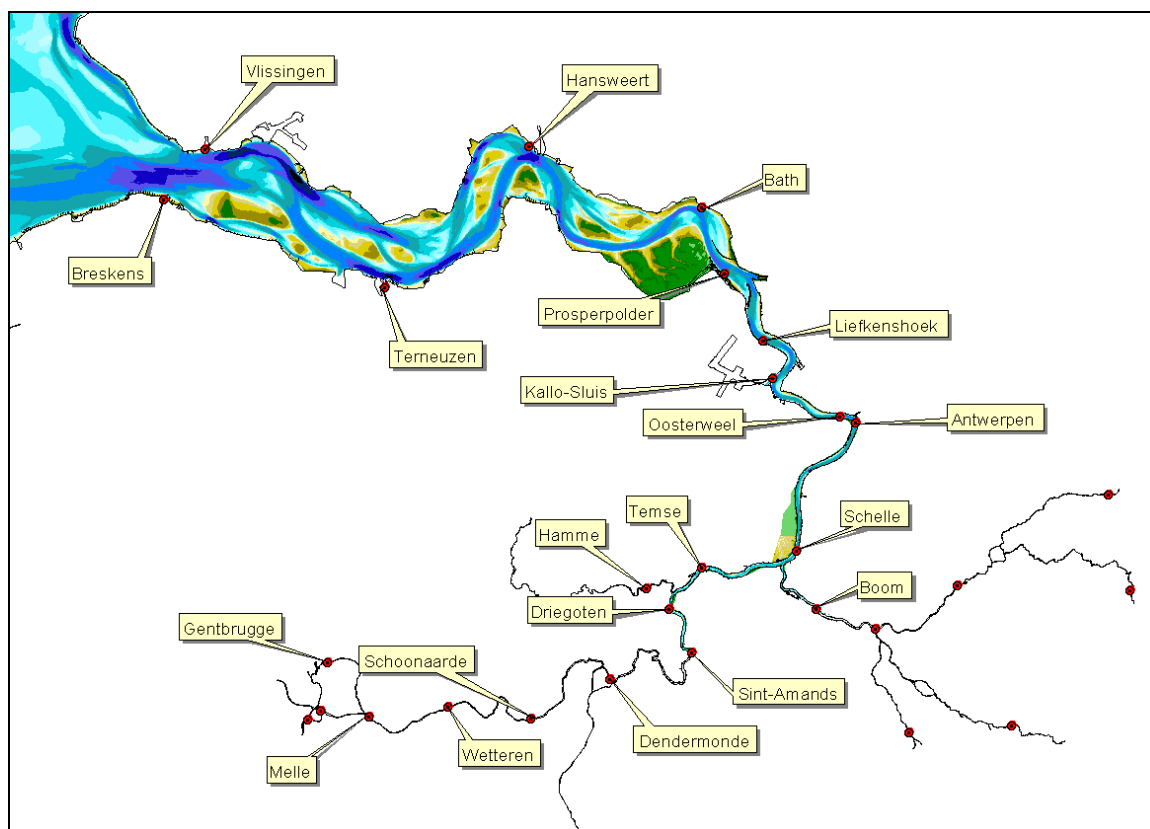 Vlissingen
Hansweert
Bath
Breskens
Prosperpolder
Liefkenshoek
Terneuzen
Kallo-Sluis
Oosterweel
Antwerpen
Temse
Schelle
Hamme
Boom
Driegoten
Gentbrugge
Schoonaarde
Sint-Amands
Dendermonde
Wetteren
Melle